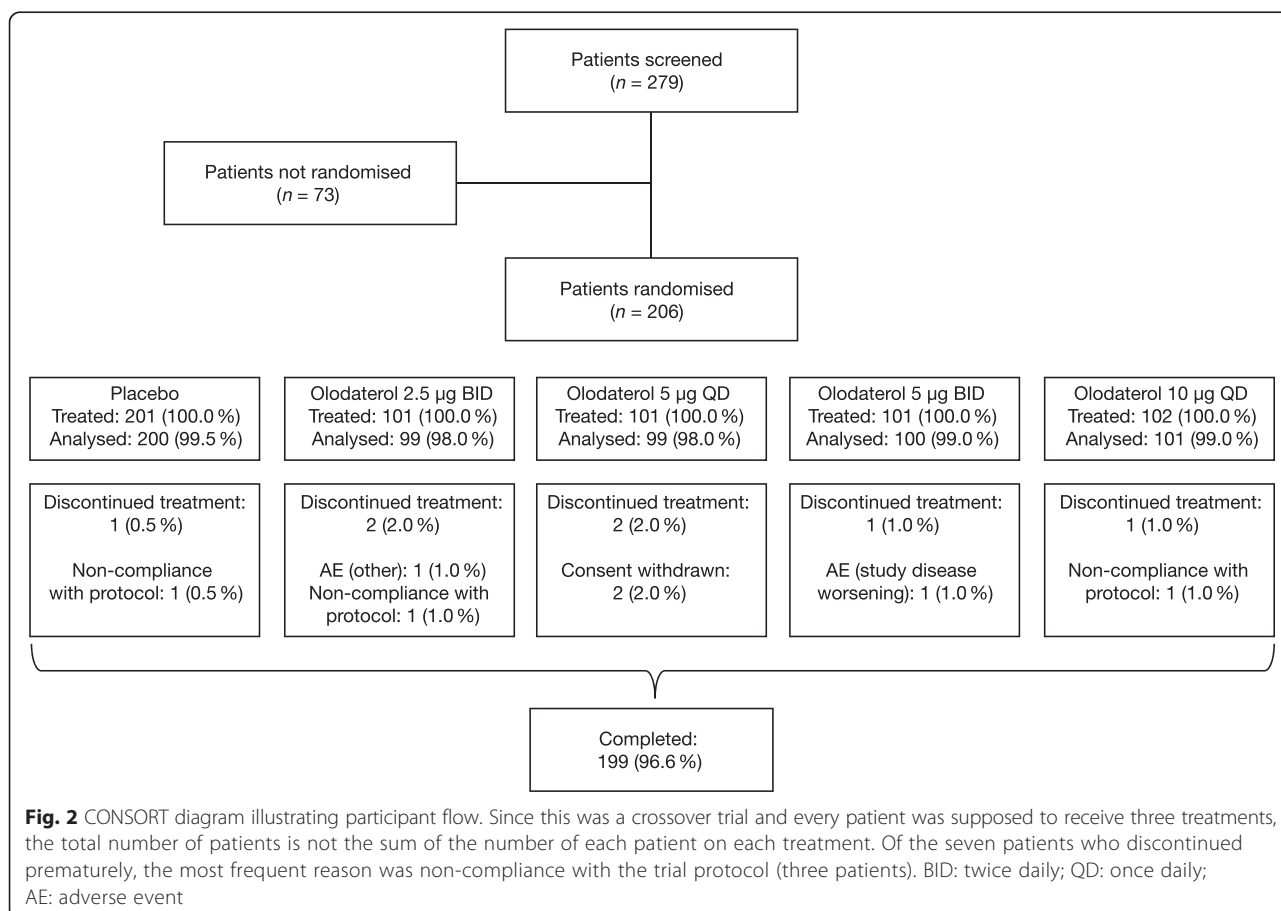 Patients screened
(n = 279)
Patients not randomised
(n = 73)
Patients randomised
(n = 206)
Placebo
Treated: 201 (100.0 %)
Analysed: 200 (99.5 %)
Olodaterol 2.5 µg BID
Treated: 101 (100.0 %)
Analysed: 99 (98.0 %)
Olodaterol 5 µg QD
Treated: 101 (100.0 %)
Analysed: 99 (98.0 %)
Olodaterol 5 µg BID
Treated: 101 (100.0 %)
Analysed: 100 (99.0 %)
Olodaterol 10 µg QD
Treated: 102 (100.0 %)
Analysed: 101 (99.0 %)
Discontinued treatment:
1 (0.5 %)
Non-compliance
with protocol: 1 (0.5 %)
Discontinued treatment:
2 (2.0 %)
AE (other): 1 (1.0 %)
Non-compliance with
protocol: 1 (1.0 %)
Discontinued treatment:
2 (2.0 %)
Consent withdrawn:
2 (2.0 %)
Discontinued treatment:
1 (1.0 %)
AE (study disease
worsening): 1 (1.0 %)
Discontinued treatment:
1 (1.0 %)
Non-compliance with
protocol: 1 (1.0 %)
Completed:
199 (96.6 %)
Fig. 2 CONSORT diagram illustrating participant flow. Since this was a crossover trial and every patient was supposed to receive three treatments,
the total number of patients is not the sum of the number of each patient on each treatment. Of the seven patients who discontinued
prematurely, the most frequent reason was non-compliance with the trial protocol (three patients). BID: twice daily; QD: once daily;
AE: adverse event